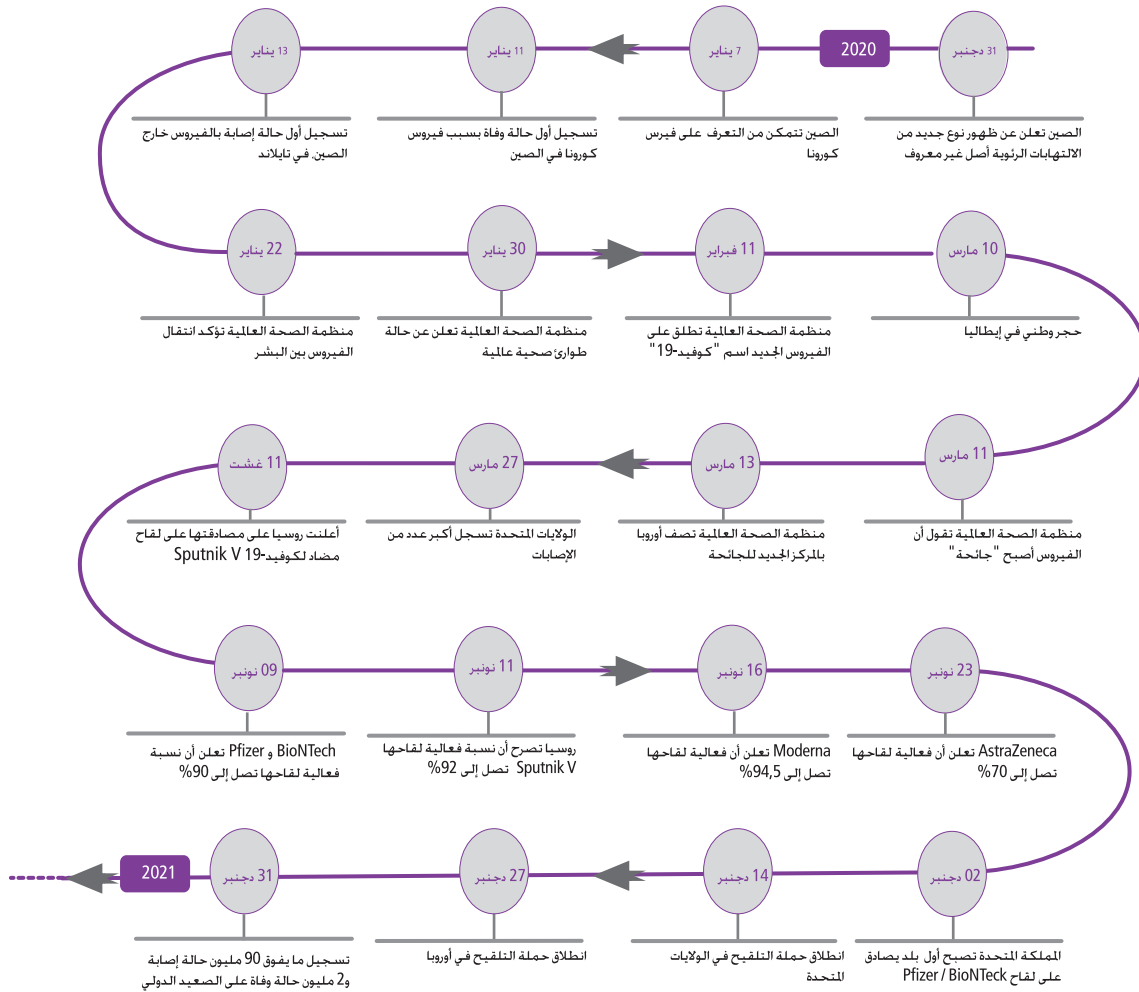 31 دجنبر
2020
7 يناير
11 يناير
13 يناير
الصين تعلن عن ظهور نوع جديد من
الالتهابات الرئوية أصل غير معروف
الصين تتمكن من التعرف على فيرس
كورونا
تسجيل أول حالة وفاة بسبب فيروس
كورونا في الصين
تسجيل أول حالة إصابة بالفيروس خارج
الصين. في تايلاند
22 يناير
30 يناير
11 فبراير
10 مارس
منظمة الصحة العالمية تؤكد انتقال
الفيروس بين البشر
منظمة الصحة العالمية تعلن عن حالة
طوارئ صحية عالمية
منظمة الصحة العالمية تطلق على
الفيروس الجديد اسم "كوفيد-19"
حجر وطني في إيطاليا
11 مارس
13 مارس
27 مارس
11 غشت
منظمة الصحة العالمية تقول أن
الفيروس أصبح "جائحة"
منظمة الصحة العالمية تصف أوروبا
بالمركز الجديد للجائحة
الولايات المتحدة تسجل أكبر عدد من
الإصابات
أعلنت روسيا على مصادقتها على لقاح
مضاد لكوفيد-19 Sputnik V
09 نونبر
11 نونبر
16 نونبر
23 نونبر
BioNTech و Pfizer تعلن أن نسبة
فعالية لقاحها تصل إلى 90%
روسيا تصرح أن نسبة فعالية لقاحها
Sputnik V تصل إلى 92%
Moderna تعلن أن فعالية لقاحها
تصل إلى 94,5%
AstraZeneca تعلن أن فعالية لقاحها
تصل إلى 70%
02 دجنبر
14 دجنبر
27 دجنبر
31 دجنبر
2021
المملكة المتحدة تصبح أول بلد يصادق
على لقاح Pfizer / BioNTeck
انطلاق حملة التلقيح في الولايات
المتحدة
انطلاق حملة التلقيح في أوروبا
تسجيل ما يفوق 90 مليون حالة إصابة
و2 مليون حالة وفاة على الصعيد الدولي